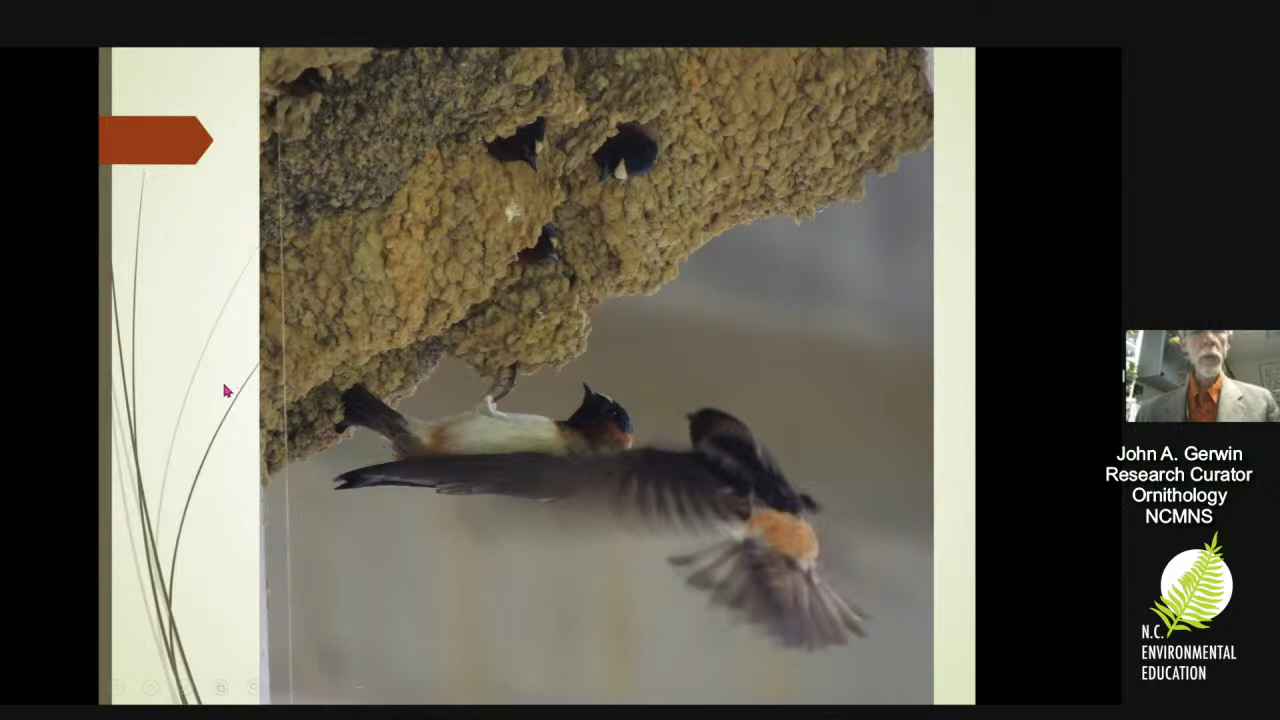 John A. Gerwin
Research Curator
Ornithology
NCMNS
N.C.
ENVIRONMENTAL
EDUCATION